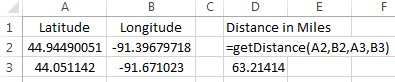 A B C D E F
1 Latitude Longitude Distance in Miles
2 44.94490051 -91.39679718 =getDistance(A2,B2,A3,B3)
3 44.051142 -91.671023 63.21414